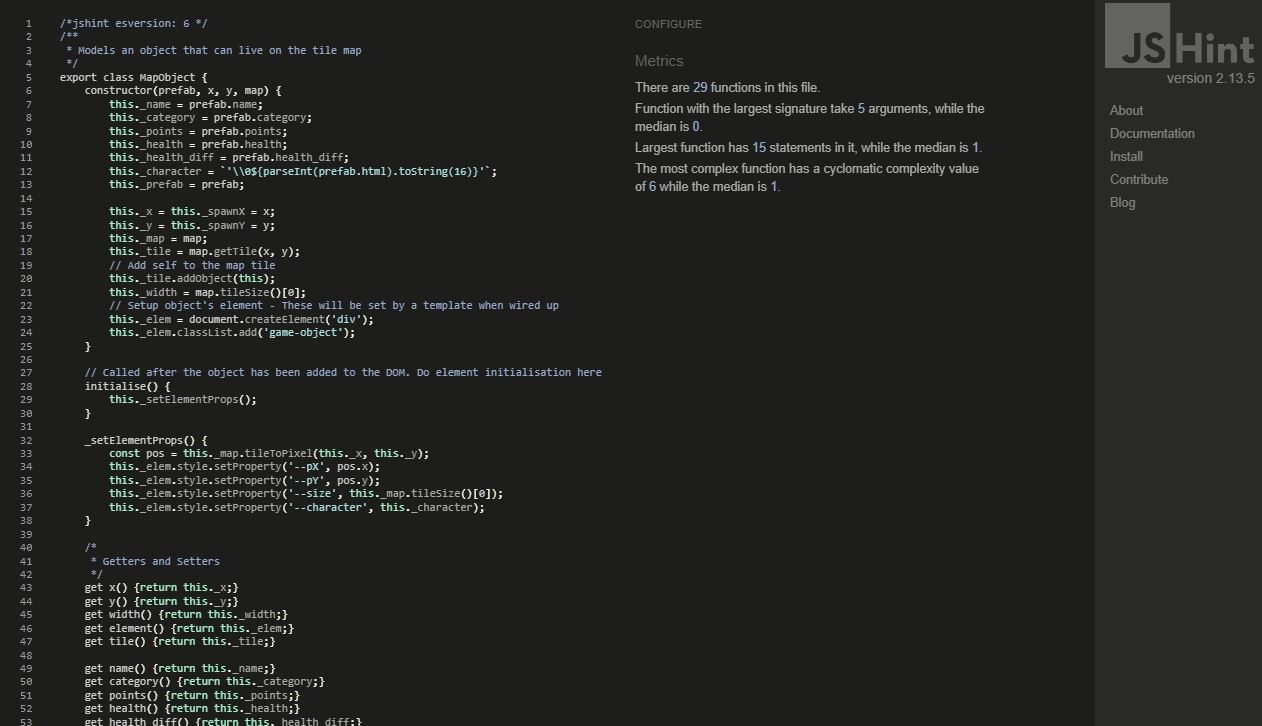 1 /*jshint esversion: 6 */
2 /**
3  * Models an object that can live on the tile map
4  */
5 export class MapObject {
6     constructor(prefab, x, y, map) {
7         this._name = prefab.name;
8         this._category = prefab.category;
9         this._points = prefab.points;
10         this._health = prefab.health;
11         this._health_diff = prefab.health_diff;
12         this._character = `'\\0${parseInt(prefab.html).toString(16)}'`;
13         this._prefab = prefab;
14
15         this._x = this._spawnX = x;
16         this._y = this._spawnY = y;
17         this._map = map;
18         this._tile = map.getTile(x, y);
19         // Add self to the map tile
20         this._tile.addObject(this);
21         this._width = map.tileSize()[0];
22         // Setup object's element - These will be set by a template when wired up
23         this._elem = document.createElement('div');
24         this._elem.classList.add('game-object');
25     }
26
27     // Called after the object has been added to the DOM. Do element initialisation here
28     initialise() {
29         this._setElementProps();
30     }
31
32     _setElementProps() {
33         const pos = this._map.tileToPixel(this._x, this._y);
34         this._elem.style.setProperty('--pX', pos.x);
35         this._elem.style.setProperty('--pY', pos.y);
36         this._elem.style.setProperty('--size', this._map.tileSize()[0]);
37         this._elem.style.setProperty('--character', this._character);
38     }
39
40     /*
41      * Getters and Setters
42      */
43     get x() {return this._x;}
44     get y() {return this._y;}
45     get width() {return this._width;}
46     get element() {return this._elem;}
47     get tile() {return this._tile;}
48
49     get name() {return this._name;}
50     get category() {return this._category;}
51     get points() {return this._points;}
52     get health() {return this._health;}
53     get health_diff() {return this._health_diff;}
CONFIGURE
Metrics
There are 29 functions in this file.
Function with the largest signature take 5 arguments, while the
median is 0.
Largest function has 15 statements in it, while the median is 1.
The most complex function has a cyclomatic complexity value
of 6 while the median is 1.
JSHint
version 2.13.5
About
Documentation
Install
Contribute
Blog